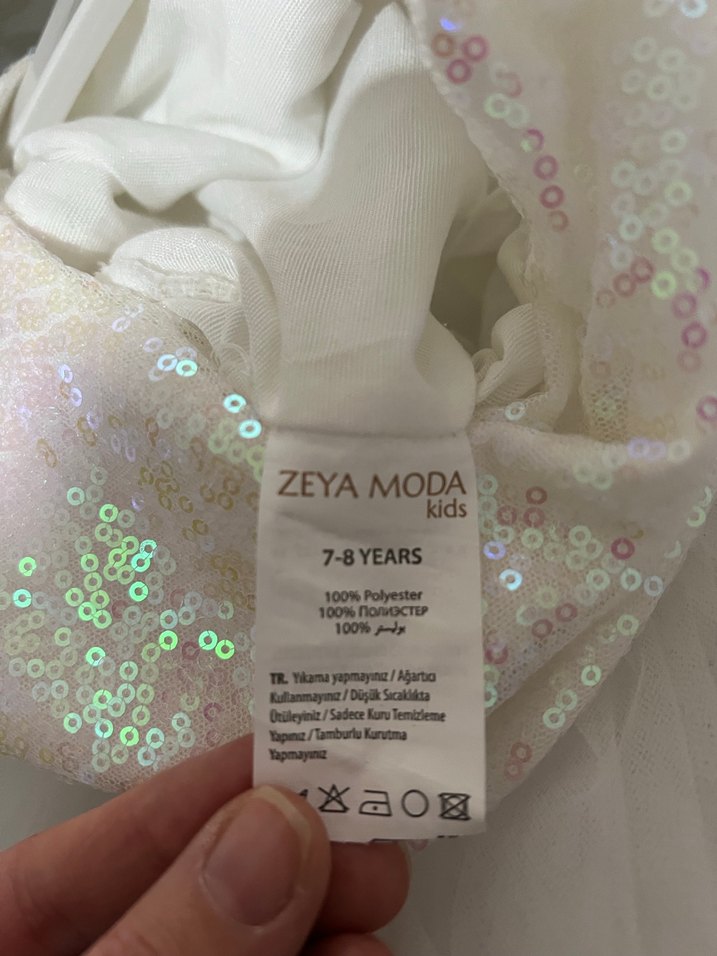 ZEYA MODA
kids
7-8 YEARS
100% Polyester
100% ПОЛИЭСТЕР
100% بوليستر
TR. Yıkama yapmayınız / Ağartıcı
Kullanmayınız / Düşük Sıcaklıkta
Ütüleyiniz / Sadece Kuru Temizleme
Yapınız / Tamburlu Kurutma
Yapmayınız